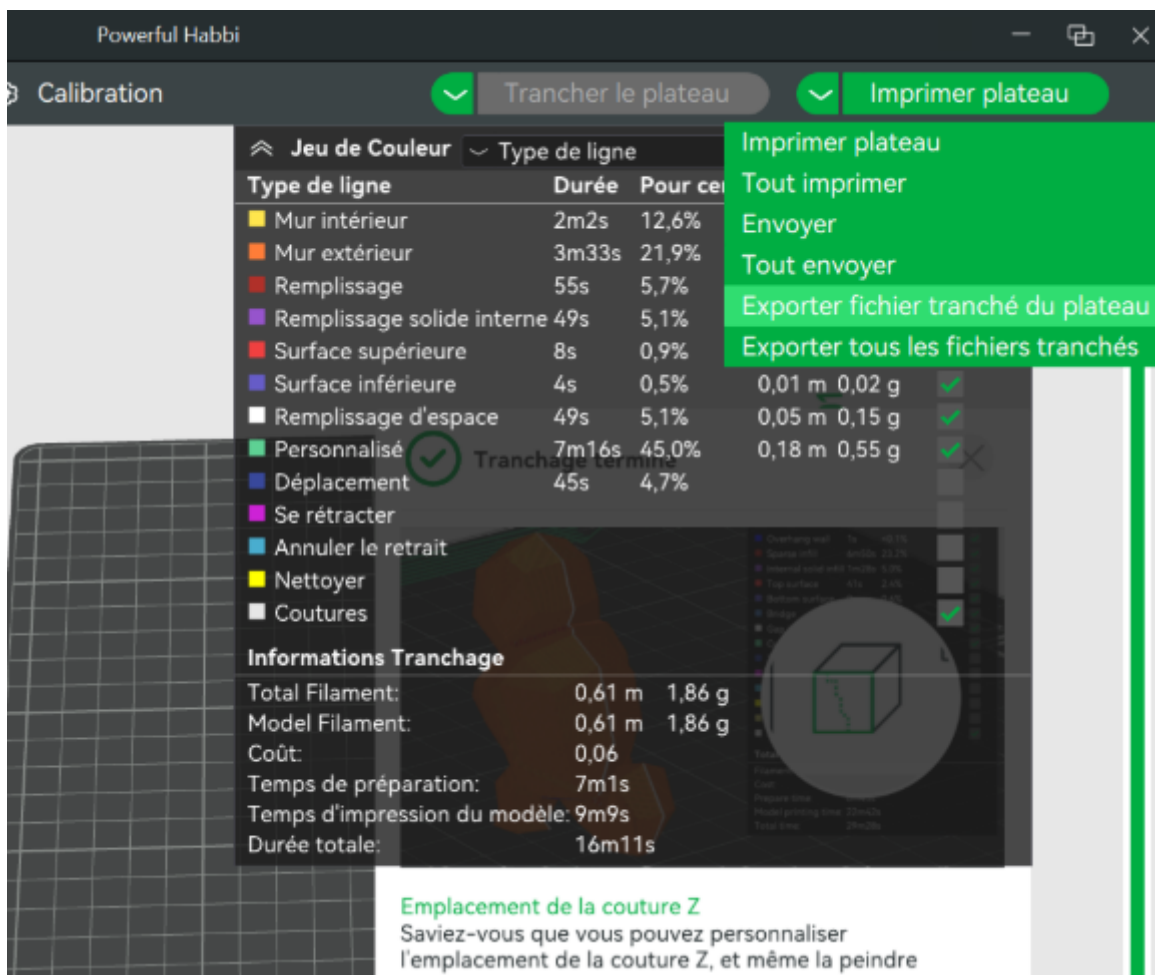 Powerful Habbi
Calibration
Trancher le plateau
Imprimer plateau
Jeu de Couleur Type de ligne
Type de ligne Durée Pour cer
Mur intérieur 2m2s 12,6%
Mur extérieur 3m33s 21,9%
Remplissage 55s 5,7%
Remplissage solide interne 49s 5,1%
Surface supérieure 8s 0,9%
Surface inférieure 4s 0,5% 0,01 m 0,02 g
Remplissage d'espace 49s 5,1% 0,05 m 0,15 g
Personnalisé 7m16s 45,0% 0,18 m 0,55 g
Déplacement 45s 4,7%
Se rétracter
Annuler le retrait
Nettoyer
Coutures
Imprimer plateau
Tout imprimer
Envoyer
Tout envoyer
Exporter fichier tranché du plateau
Exporter tous les fichiers tranchés
Tranchage terminé
Informations Tranchage
Total Filament: 0,61 m 1,86 g
Model Filament: 0,61 m 1,86 g
Coût: 0,06
Temps de préparation: 7m1s
Temps d'impression du modèle: 9m9s
Durée totale: 16m11s
Emplacement de la couture Z
Saviez-vous que vous pouvez personnaliser
l'emplacement de la couture Z, et même la peindre